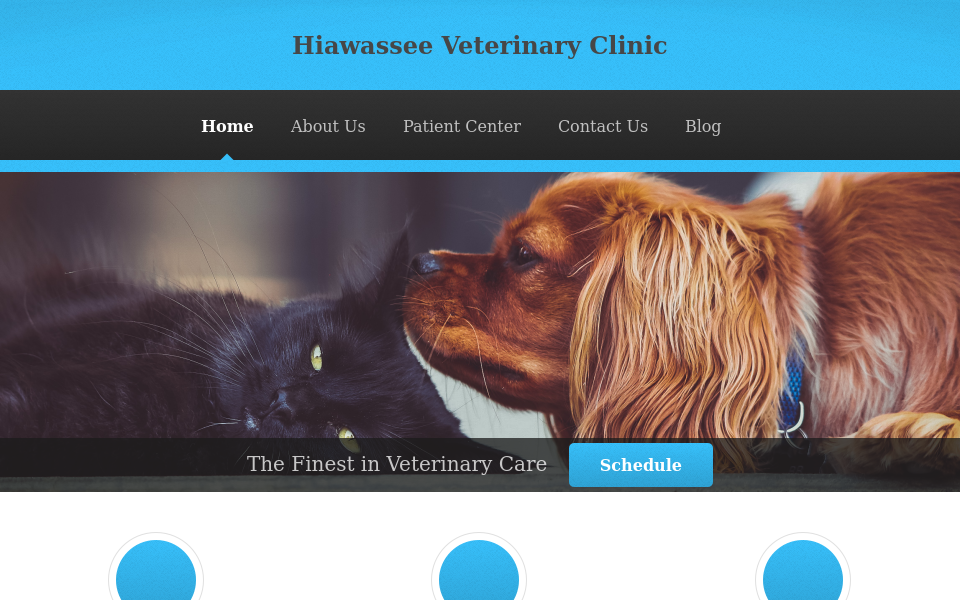 Hiawassee Veterinary Clinic
Home About Us Patient Center Contact Us Blog
The Finest in Veterinary Care Schedule